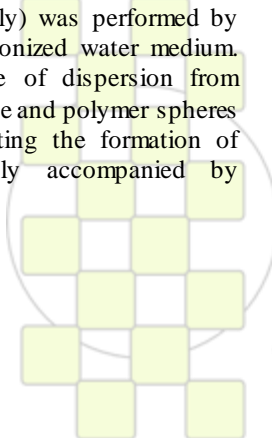 ly) was performed by
onized water medium.
e of dispersion from
e and polymer spheres
ting the formation of
ly accompanied by